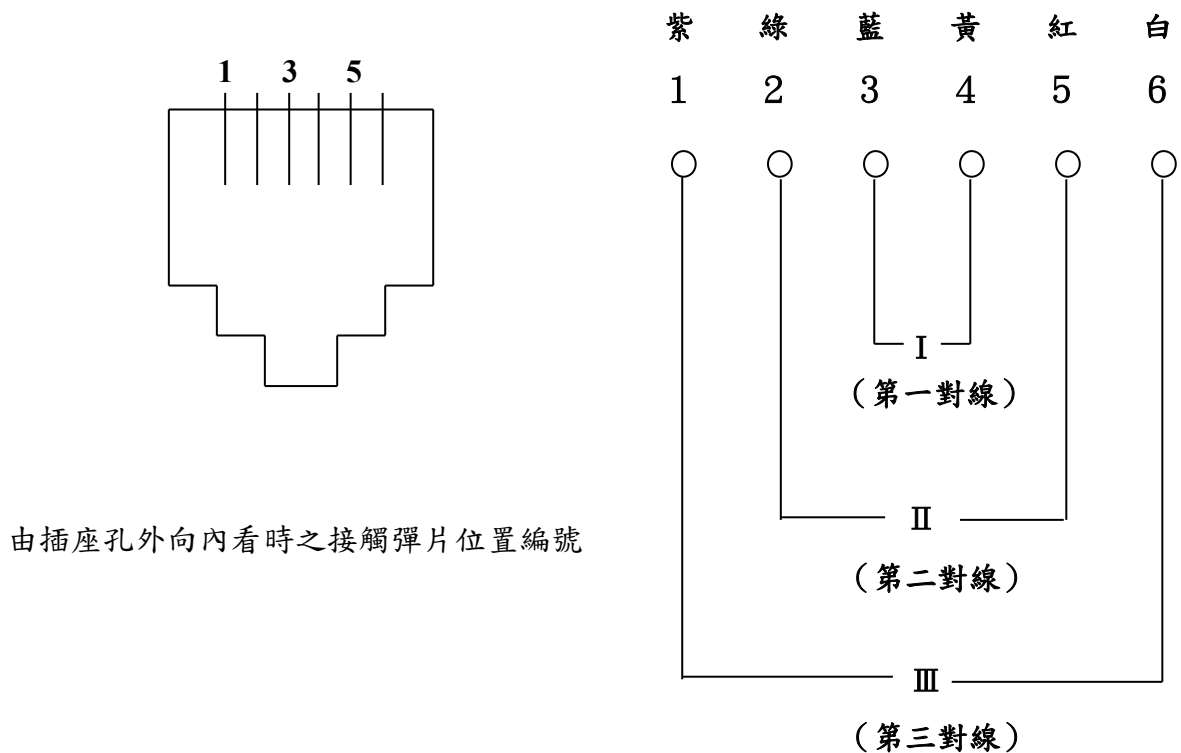 1 3 5
由插座孔外向內看時之接觸彈片位置編號
紫 綠 藍 黃 紅 白
1 2 3 4 5 6
Ⅰ
（第一對線）
Ⅱ
（第二對線）
Ⅲ
（第三對線）